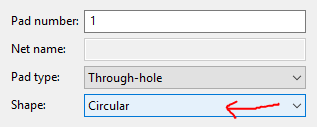 Pad number: 1
Net name:
Pad type: Through-hole
Shape: Circular